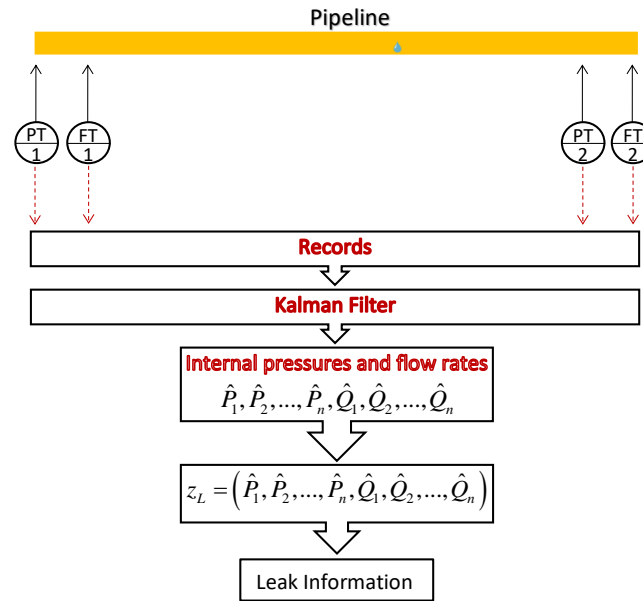 Pipeline
PT 1
FT 1
PT 2
FT 2
Records
Kalman Filter
Internal pressures and flow rates
P̂₁, P̂₂, ..., P̂ₙ, Q̂₁, Q̂₂, ..., Q̂ₙ
z_L = (P̂₁, P̂₂, ..., P̂ₙ, Q̂₁, Q̂₂, ..., Q̂ₙ)
Leak Information